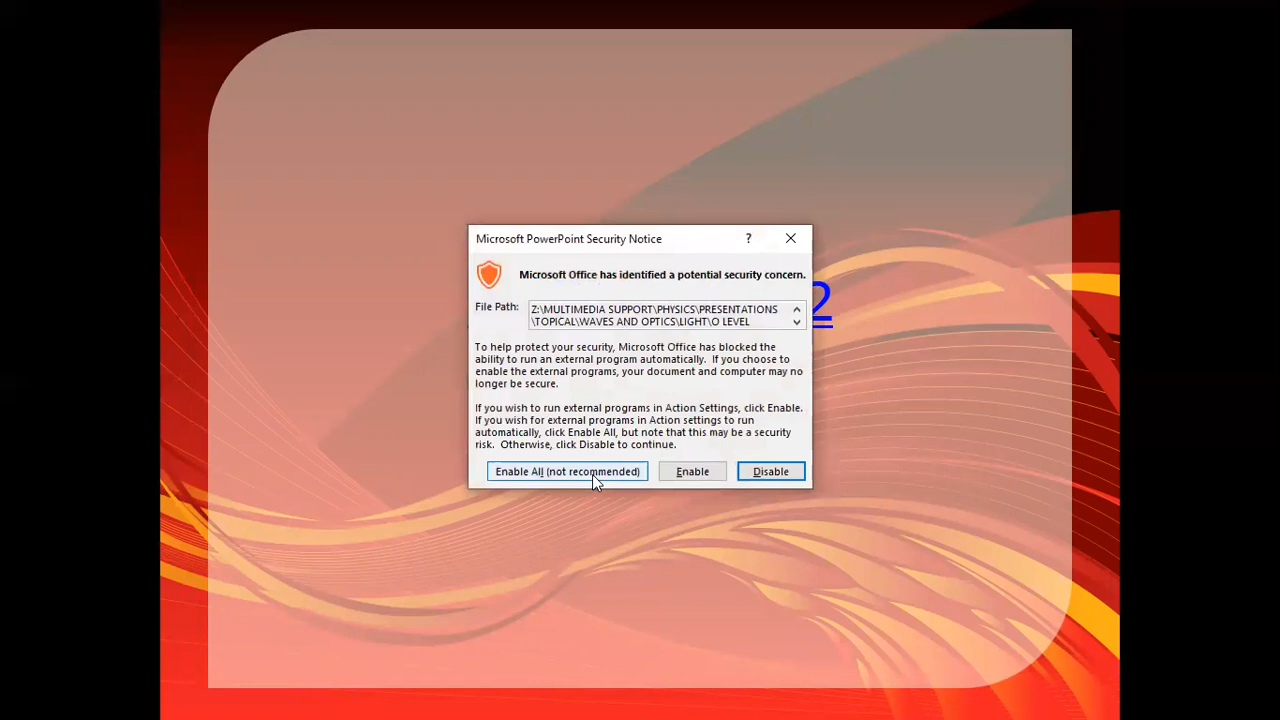 Microsoft PowerPoint Security Notice
?
Microsoft Office has identified a potential security concern.
File Path:
Z:\MULTIMEDIA SUPPORT\PHYSICS\PRESENTATIONS
\TOPICAL\WAVES AND OPTICS\LIGHT\O LEVEL
2
To help protect your security, Microsoft Office has blocked the
ability to run an external program automatically. If you choose to
enable the external programs, your document and computer may no
longer be secure.
If you wish to run external programs in Action Settings, click Enable.
If you wish for external programs in Action settings to run
automatically, click Enable All, but note that this may be a security
risk. Otherwise, click Disable to continue.
Enable All (not recommended)
Enable
Disable